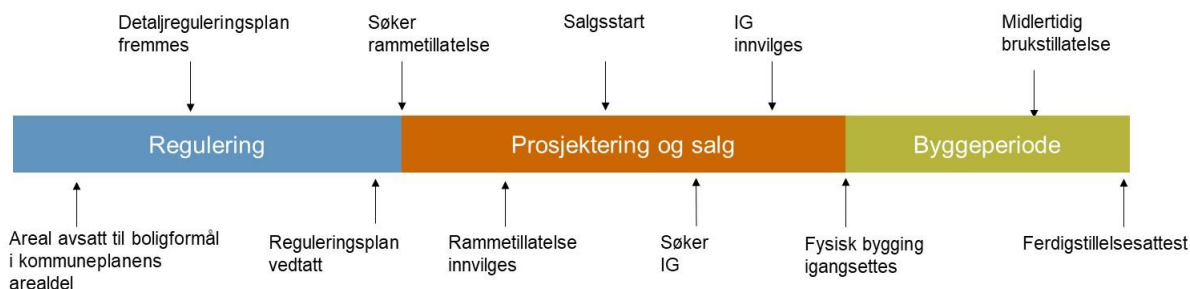 Detaljreguleringsplan
fremmes
Søker
rammetillatelse
Salgsstart
IG
innvilges
Midlertidig
brukstillatelse
Regulering
Prosjektering og salg
Byggeperiode
Areal avsatt til boligformål
i kommuneplanens
arealdel
Reguleringsplan
vedtatt
Rammetillatelse
innvilges
Søker
IG
Fysisk bygging
igangsettes
Ferdigstillelsesattest